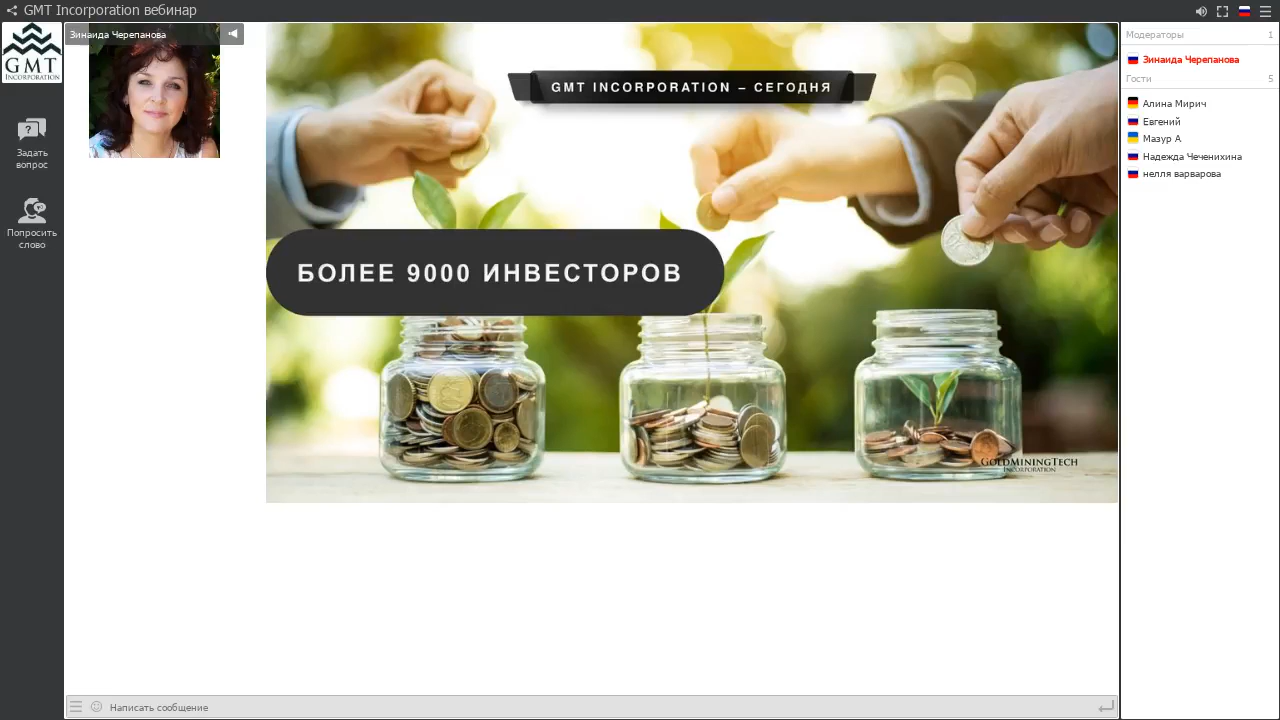 GMT Incorporation вебинар
GMT
INCORPORATION
Зинаида Черепанова
Задать
вопрос
Попросить
слово
GMT INCORPORATION – СЕГОДНЯ
БОЛЕЕ 9000 ИНВЕСТОРОВ
GOLDMININGTECH
INCORPORATION
Написать сообщение
Модераторы 1
Зинаида Черепанова
Гости 5
Алина Мирич
Евгений
Мазур А
Надежда Чеченихина
нелля варварова